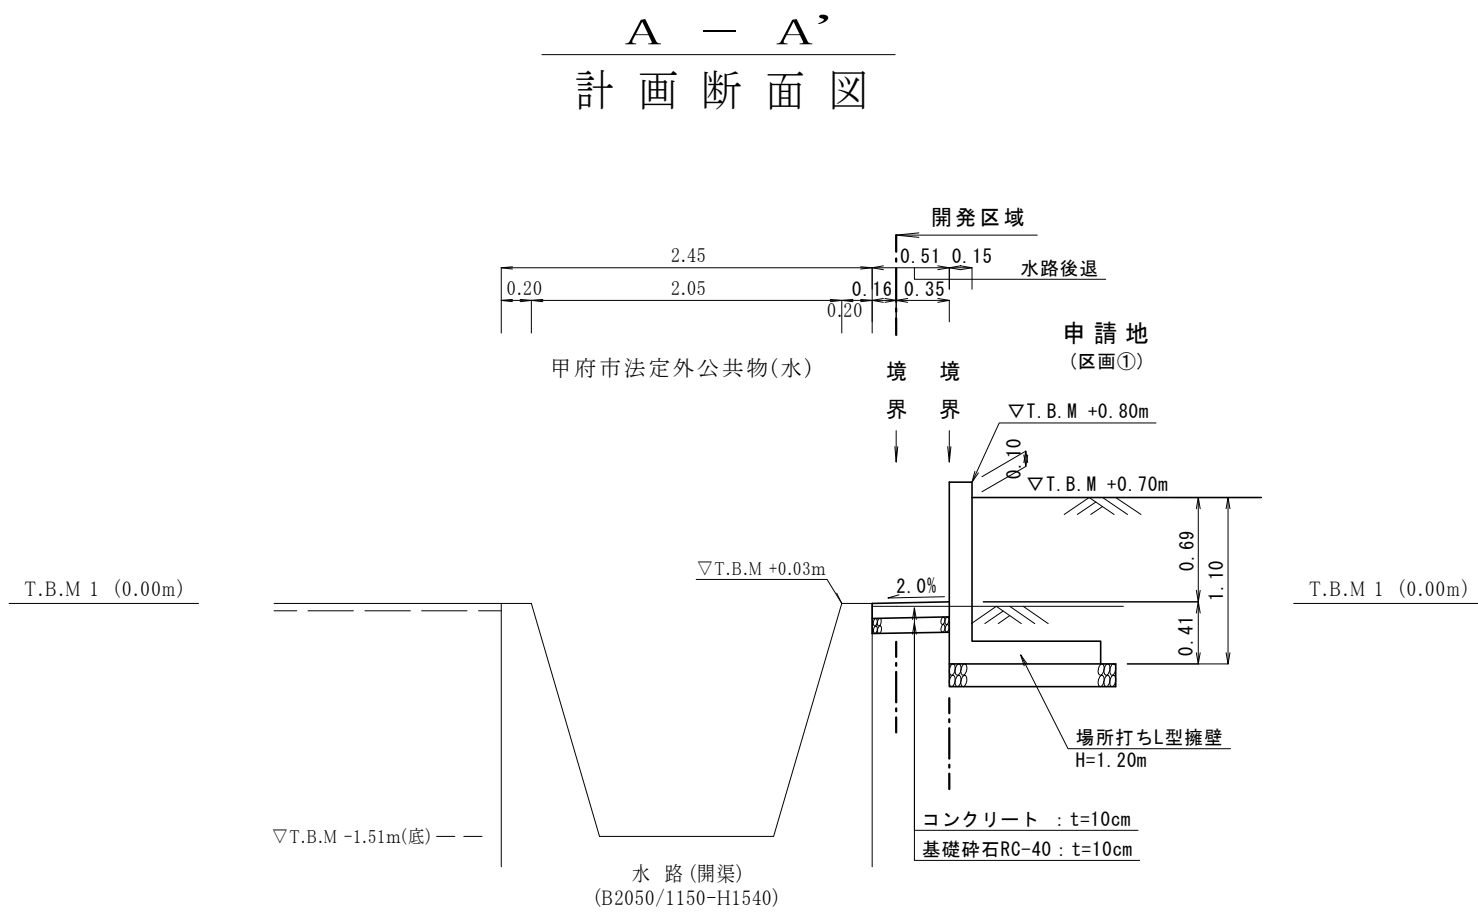 A － A’
計画断面図
開発区域
2.45
0.51
0.15
水路後退
0.20
2.05
0.20
0.16
0.35
甲府市法定外公共物(水)
境界
境界
申請地
(区画①)
▽T.B.M +0.80m
0.10
▽T.B.M +0.70m
0.69
1.10
0.41
T.B.M 1 (0.00m)
▽T.B.M +0.03m
2.0%
T.B.M 1 (0.00m)
場所打ちL型擁壁
H=1.20m
コンクリート : t=10cm
基礎砕石RC-40 : t=10cm
▽T.B.M -1.51m(底)
水 路(開渠)
(B2050/1150-H1540)